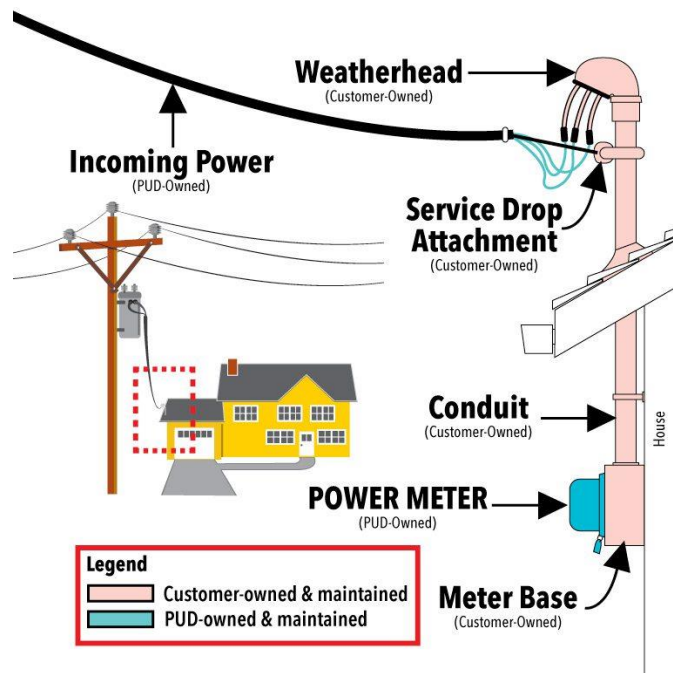 Weatherhead
(Customer-Owned)
Incoming Power
(PUD-Owned)
Service Drop
Attachment
(Customer-Owned)
Conduit
(Customer-Owned)
House
POWER METER
(PUD-Owned)
Legend
Customer-owned & maintained
PUD-owned & maintained
Meter Base
(Customer-Owned)